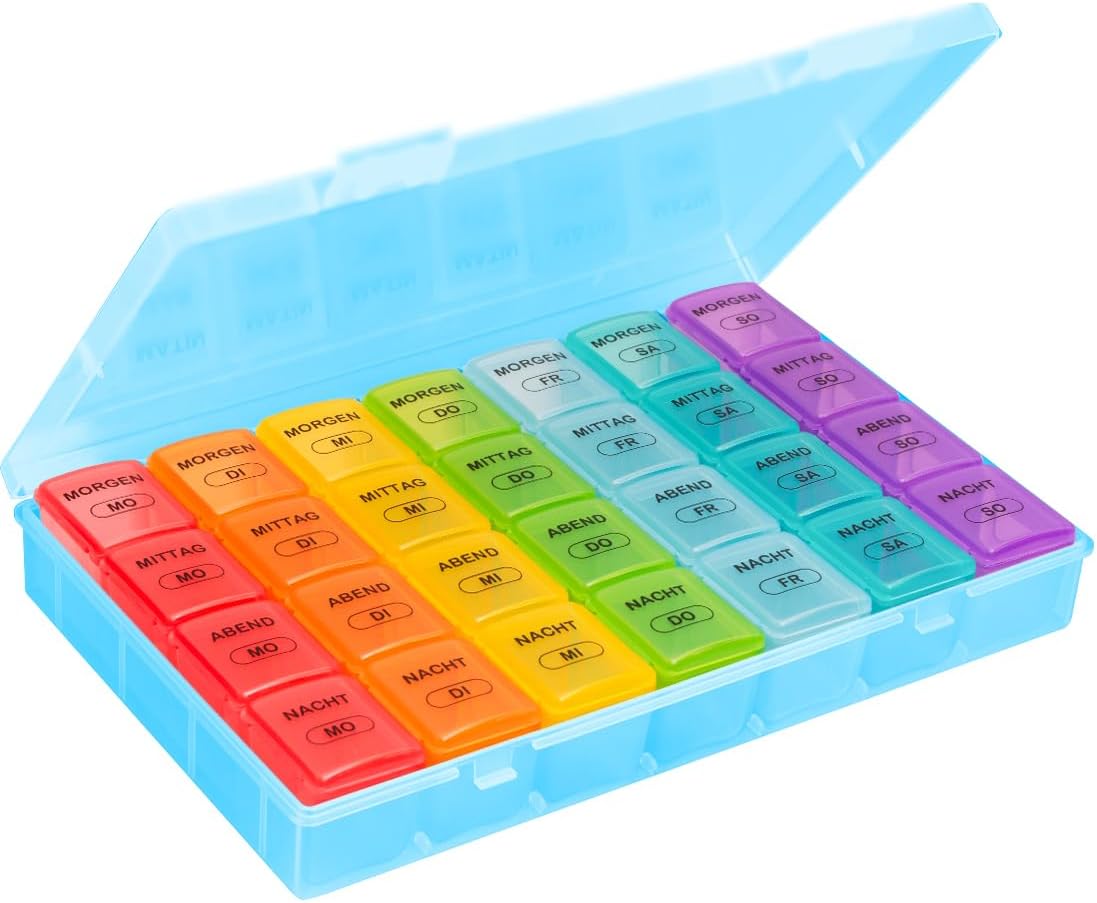 MORGEN
MO
MITTAG
MO
ABEND
MO
NACHT
MO
MORGEN
DI
MITTAG
DI
ABEND
DI
NACHT
DI
MORGEN
MI
MITTAG
MI
ABEND
MI
NACHT
MI
MORGEN
DO
MITTAG
DO
ABEND
DO
NACHT
DO
MORGEN
FR
MITTAG
FR
ABEND
FR
NACHT
FR
MORGEN
SA
MITTAG
SA
ABEND
SA
NACHT
SA
MORGEN
SO
MITTAG
SO
ABEND
SO
NACHT
SO